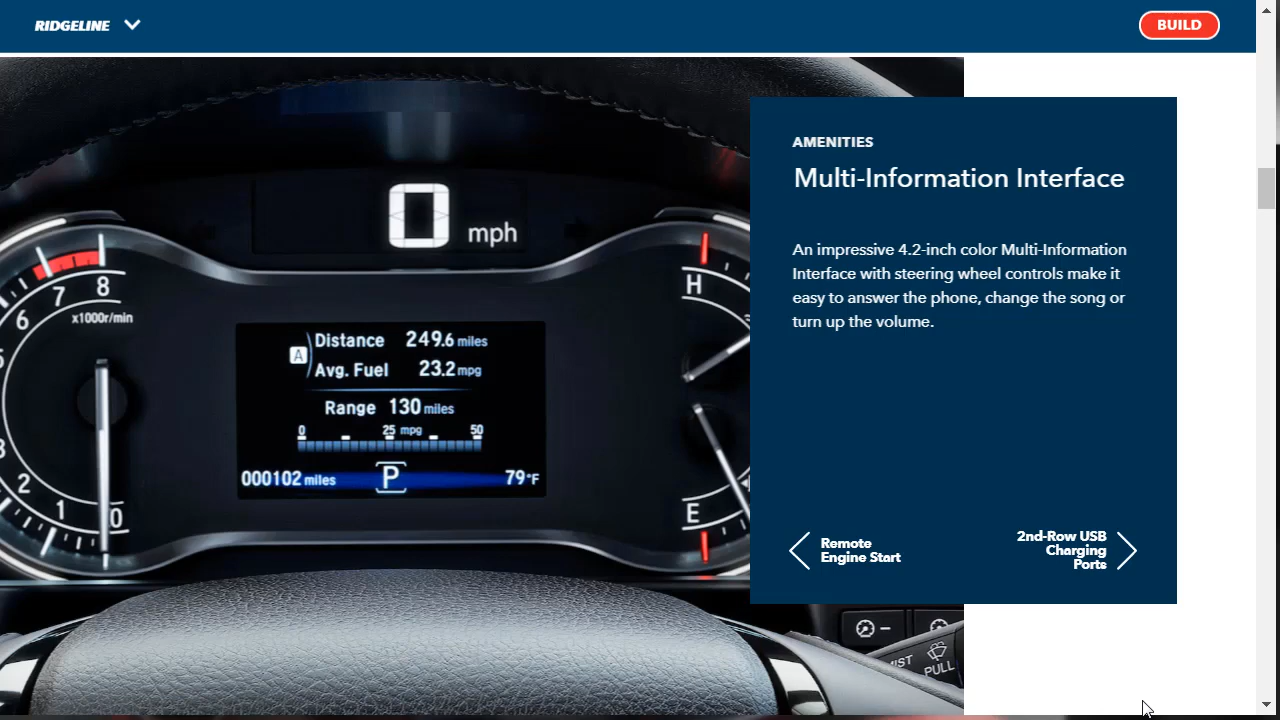 RIDGELINE
BUILD
AMENITIES
Multi-Information Interface
An impressive 4.2-inch color Multi-Information
Interface with steering wheel controls make it
easy to answer the phone, change the song or
turn up the volume.
Remote
Engine Start
2nd-Row USB
Charging
Ports
0 mph
8
7
6
5
3
2
1
0
x1000r/min
A
Distance 249.6 miles
Avg. Fuel 23.2 mpg
Range 130 miles
0 25 mpg 50
000102 miles P 79°F
H
E
MIST
PULL